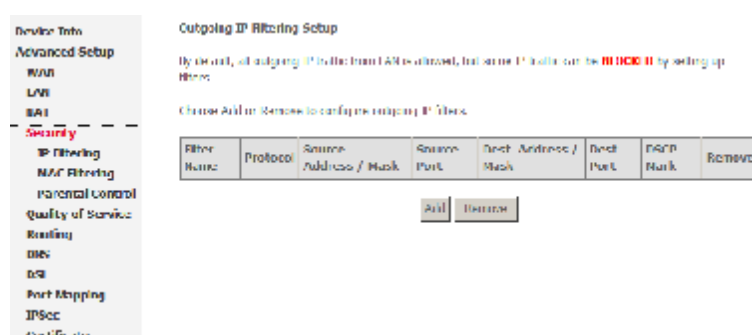 Device Info
Advanced Setup
WAN
LAN
NAT
Security
IP Filtering
MAC Filtering
Parental Control
Quality of Service
Routing
DNS
DSL
Port Mapping
IPSec
Certificate
Outgoing IP Filtering Setup
By default, all outgoing IP traffic from LAN is allowed, but some IP traffic can be BLOCKED by setting up
filters.
Choose Add or Remove to configure outgoing IP filters.
Filter Name Protocol Source Address / Mask Source Port Dest. Address / Mask Dest. Port DSCP Mark Remove
Add Remove